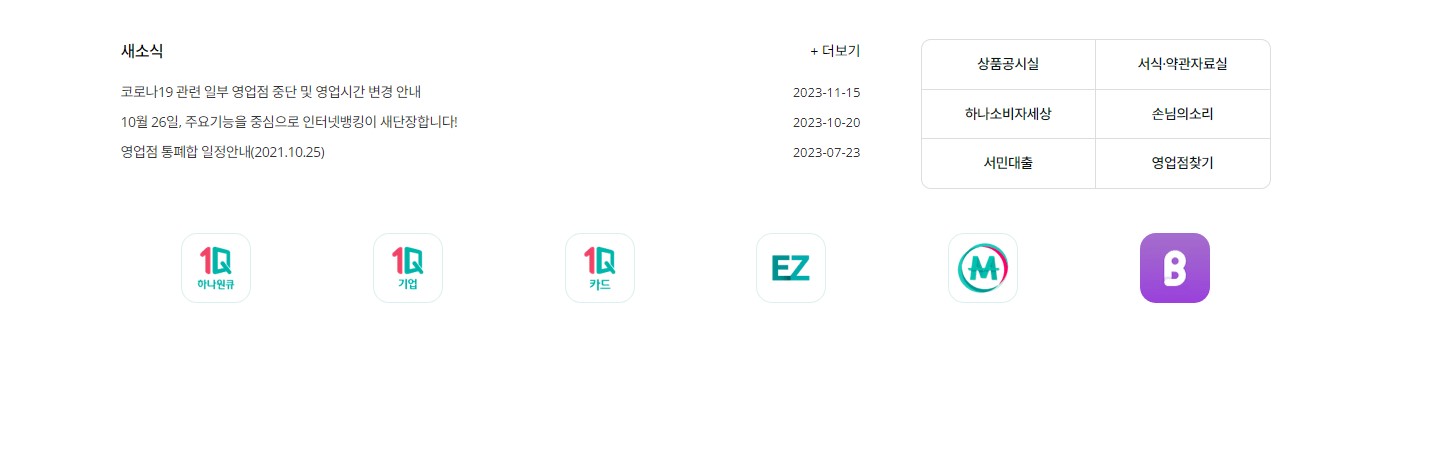 새소식
+ 더보기
코로나19 관련 일부 영업점 중단 및 영업시간 변경 안내
2023-11-15
10월 26일, 주요기능을 중심으로 인터넷뱅킹이 새단장합니다!
2023-10-20
영업점 통폐합 일정안내(2021.10.25)
2023-07-23
상품공시실
서식·약관자료실
하나소비자세상
손님의소리
서민대출
영업점찾기
1Q
하나원큐
1Q
기업
1Q
카드
EZ
M
B